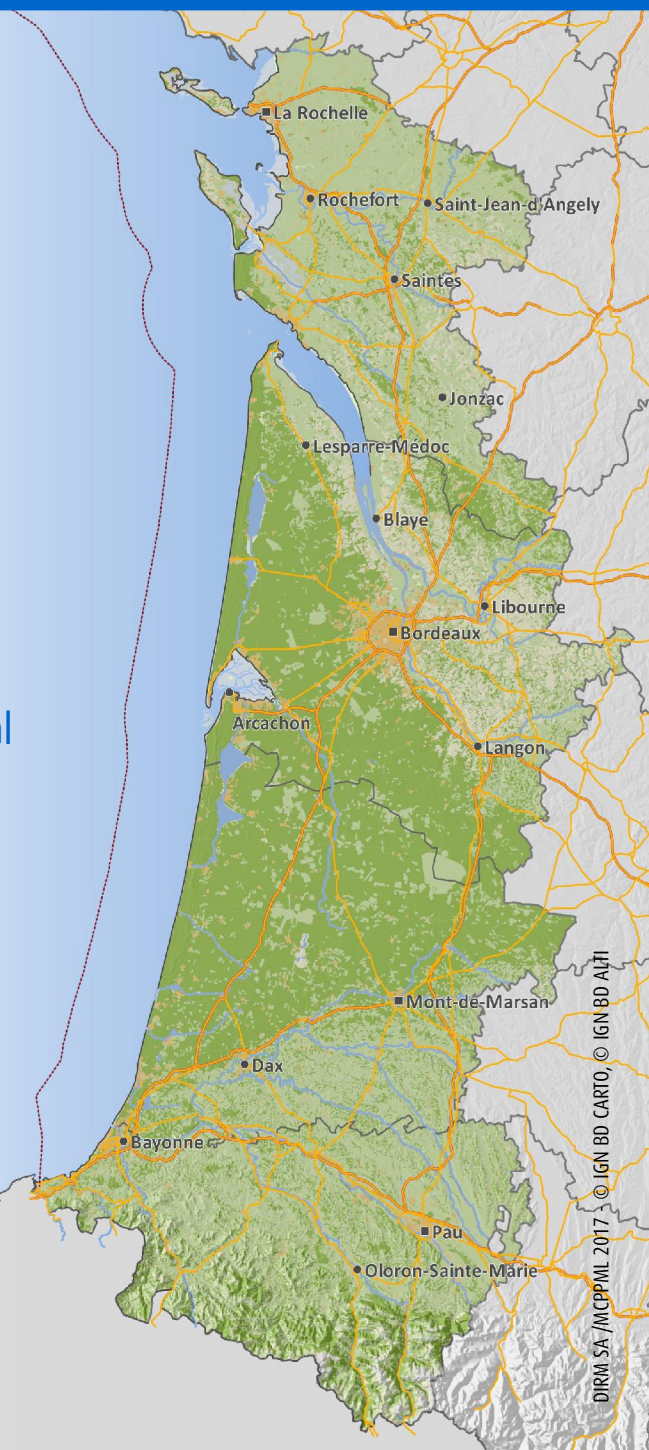 La Rochelle
Rochefort
Saint-Jean-d'Angely
Saintes
Jonzac
Lesparre-Médoc
Blaye
Libourne
Bordeaux
Arcachon
Langon
Mont-de-Marsan
Dax
Bayonne
Pau
Oloron-Sainte-Marie
DIRM SA /MCPPML 2017 - © IGN BD CARTO, © IGN BD ALTI